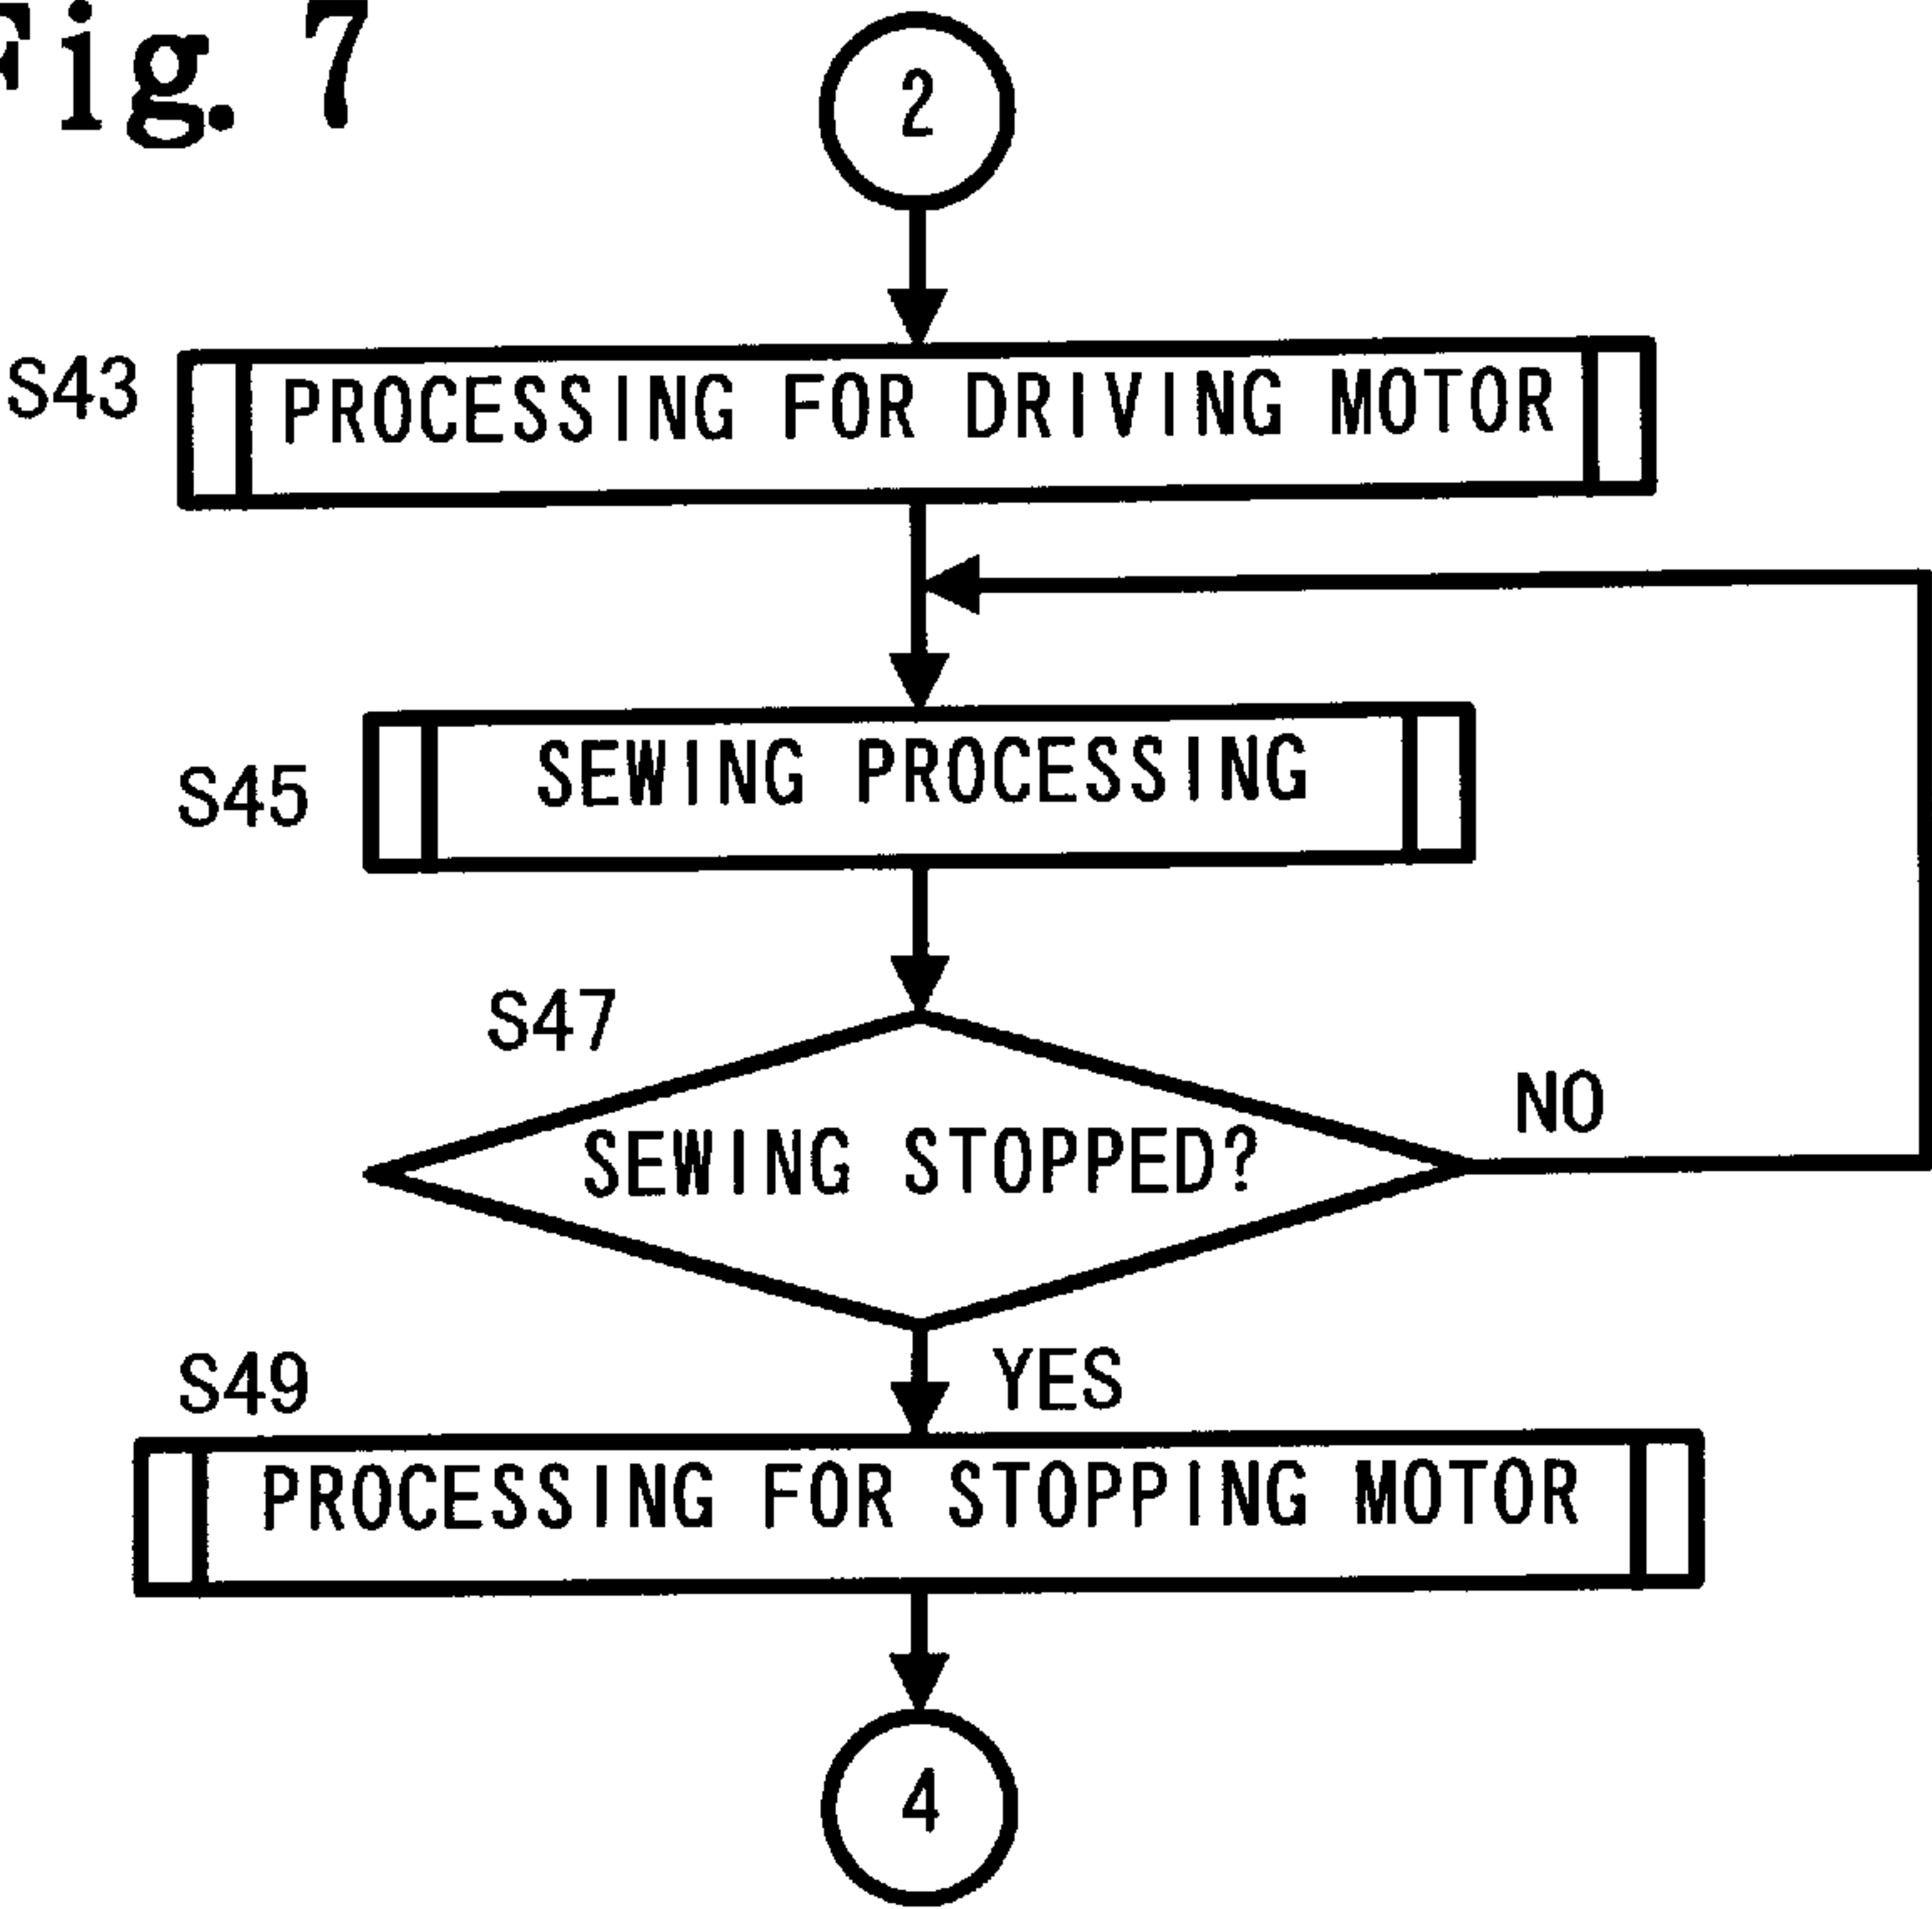 Fig. 7
2
S43
PROCESSING FOR DRIVING MOTOR
S45
SEWING PROCESSING
S47
SEWING STOPPED?
NO
YES
S49
PROCESSING FOR STOPPING MOTOR
4